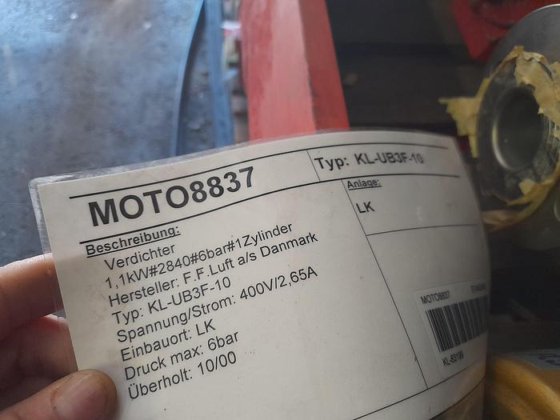 MOTO8837
Typ: KL-UB3F-10
Beschreibung:
Verdichter
1,1kW#2840#6bar#1Zylinder
Hersteller: F.F.Luft a/s Danmark
Typ: KL-UB3F-10
Spannung/Strom: 400V/2,65A
Einbauort: LK
Druck max: 6bar
Überholt: 10/00
Anlage:
LK
MOTO8837